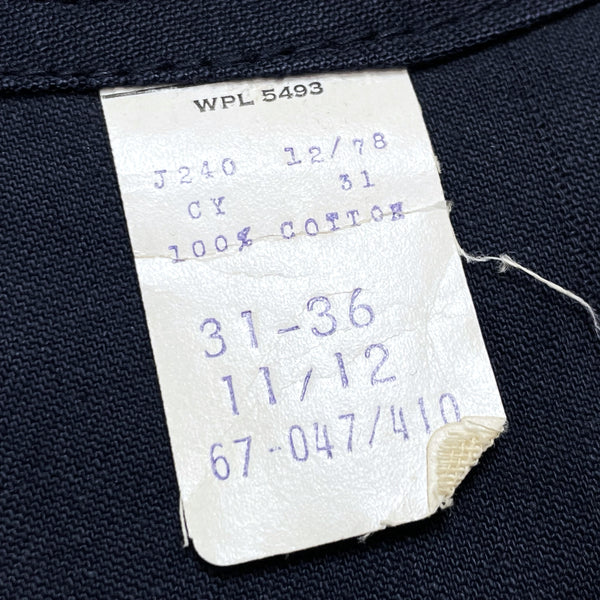 WPL 5493
J240 12/78
CY 31
100% COTTON
31-36
11/12
67-047/410